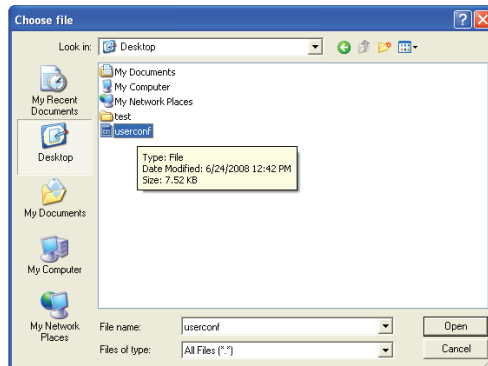 Choose file
Look in:
Desktop
My Recent
Documents
Desktop
My Documents
My Computer
My Network
Places
My Documents
My Computer
My Network Places
test
userconf
Type: File
Date Modified: 6/24/2008 12:42 PM
Size: 7.52 KB
File name:
userconf
Open
Files of type:
All Files (*.*)
Cancel